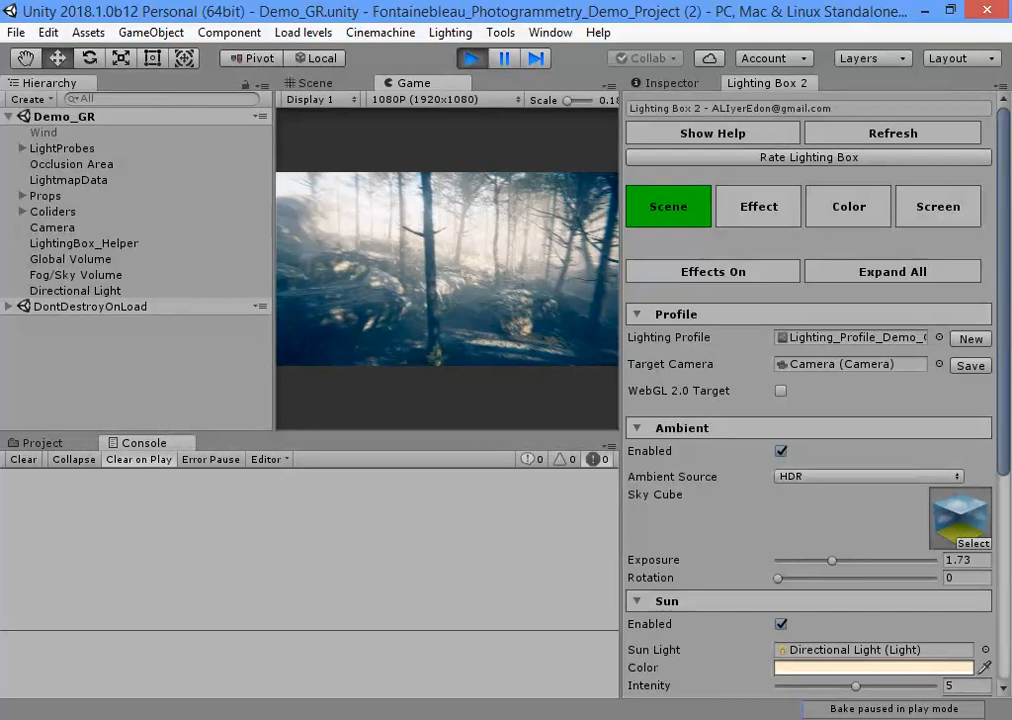 Unity 2018.1.0b12 Personal (64bit) - Demo_GR.unity - Fontainebleau_Photogrammetry_Demo_Project (2) - PC, Mac & Linux Standalone...
File Edit Assets GameObject Component Load levels Cinemachine Lighting Tools Window Help
Pivot Local Collab Account Layers Layout
Hierarchy Scene Game Inspector Lighting Box 2
Create All Display 1 1080P (1920x1080) Scale 0.18
Lighting Box 2 - ALIyerEdon@gmail.com
Demo_GR
Wind
LightProbes
Occlusion Area
LightmapData
Props
Coliders
Camera
LightingBox_Helper
Global Volume
Fog/Sky Volume
Directional Light
DontDestroyOnLoad
Project Console
Clear Collapse Clear on Play Error Pause Editor 0 0 0
Show Help Refresh
Rate Lighting Box
Scene Effect Color Screen
Effects On Expand All
Profile
Lighting Profile Lighting_Profile_Demo_ New
Target Camera Camera (Camera) Save
WebGL 2.0 Target
Ambient
Enabled
Ambient Source HDR
Sky Cube
Select
Exposure 1.73
Rotation 0
Sun
Enabled
Sun Light Directional Light (Light)
Color
Intenity 5
Bake paused in play mode